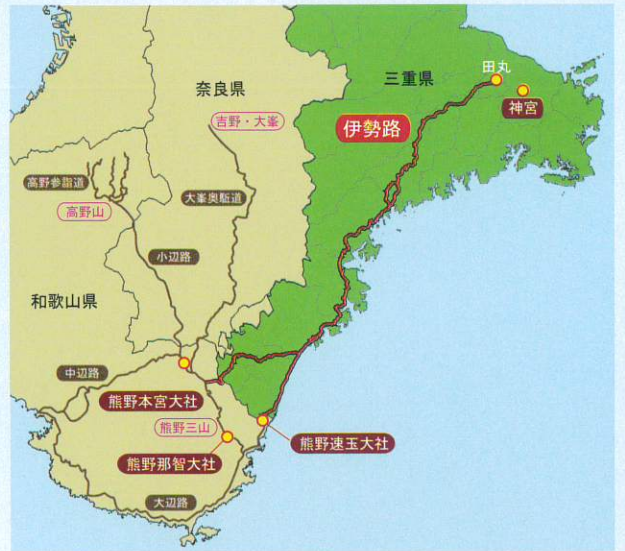 奈良県
三重県
田丸
神宮
吉野・大峯
伊勢路
高野参詣道
大峯奥駈道
高野山
小辺路
和歌山県
中辺路
熊野本宮大社
熊野三山
熊野速玉大社
熊野那智大社
大辺路